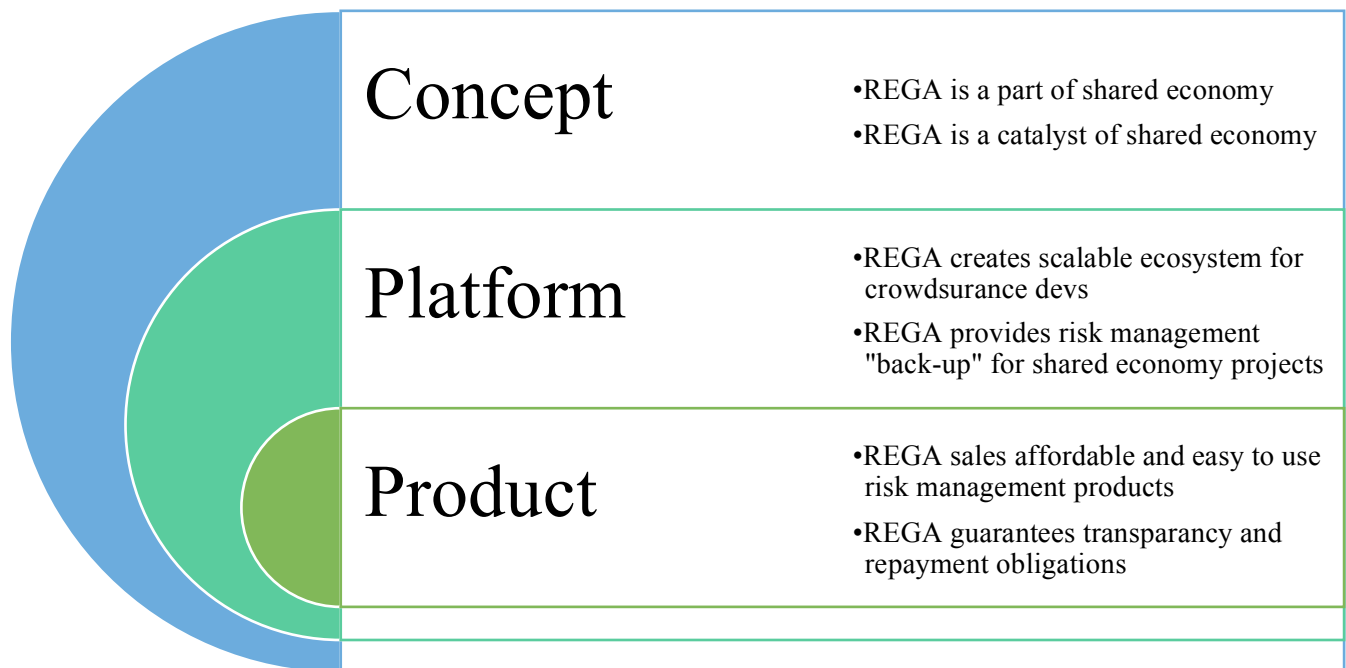 Concept
•REGA is a part of shared economy
•REGA is a catalyst of shared economy
Platform
•REGA creates scalable ecosystem for
crowdsurance devs
•REGA provides risk management
"back-up" for shared economy projects
Product
•REGA sales affordable and easy to use
risk management products
•REGA guarantees transparancy and
repayment obligations